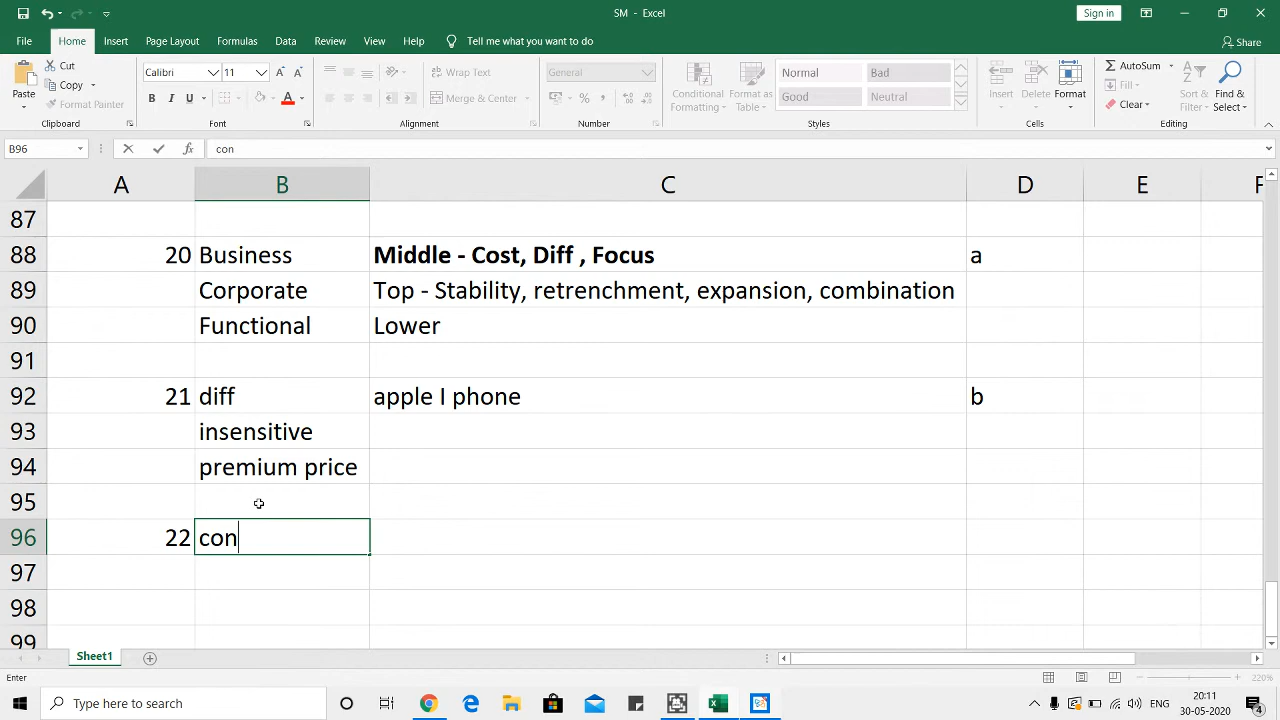 SM - Excel
Sign in
File Home Insert Page Layout Formulas Data Review View Help Tell me what you want to do Share
Paste
Cut
Copy
Format Painter
Clipboard
Calibri 11
B I U
Font
Wrap Text
Merge & Center
Alignment
General
Number
Conditional Formatting
Format as Table
Normal Bad
Good Neutral
Styles
Insert Delete Format
Cells
AutoSum
Fill
Clear
Sort & Filter
Find & Select
Editing
B96 fx con
A B C D E F
87
88 20 Business Middle - Cost, Diff , Focus a
89 Corporate Top - Stability, retrenchment, expansion, combination
90 Functional Lower
91
92 21 diff apple I phone b
93 insensitive
94 premium price
95
96 22 con
97
98
99
Sheet1
Enter 220%
Type here to search
ENG
20:11
30-05-2020
4